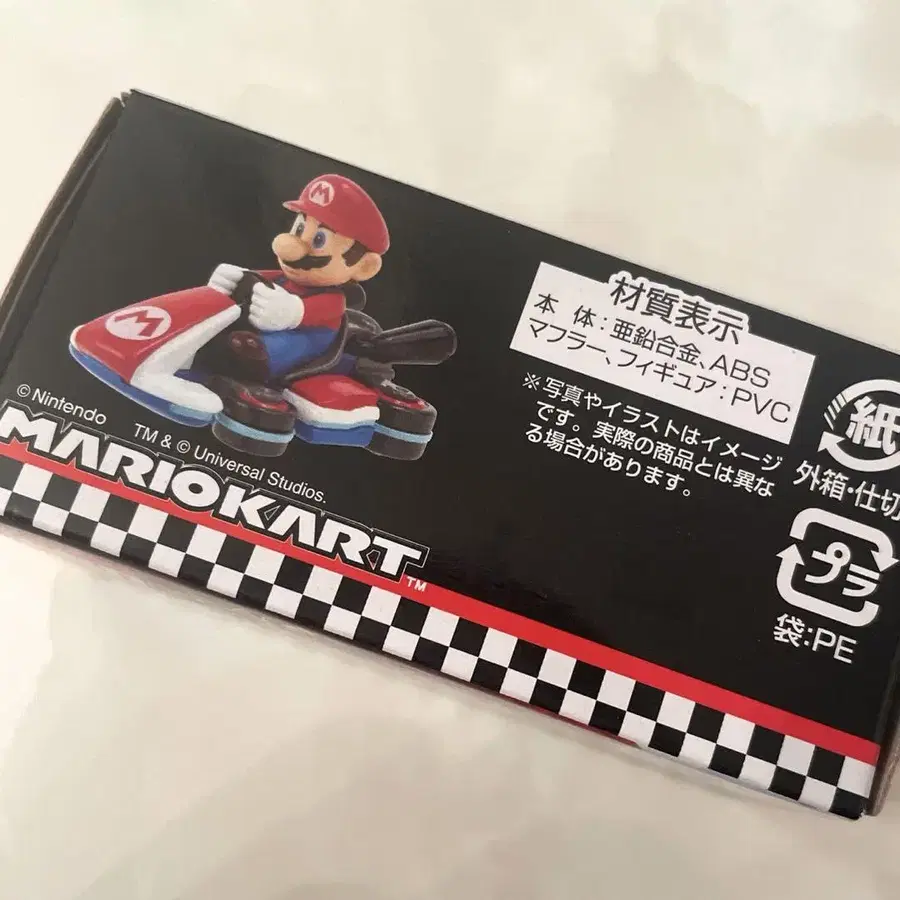 M
M
© Nintendo
TM & © Universal Studios.
MARIOKART™
材質表示
本 体：亜鉛合金、ABS
マフラー、フィギュア：PVC
※写真やイラストはイメージ
です。実際の商品とは異な
る場合があります。
紙
外箱・仕切
プラ
袋：PE